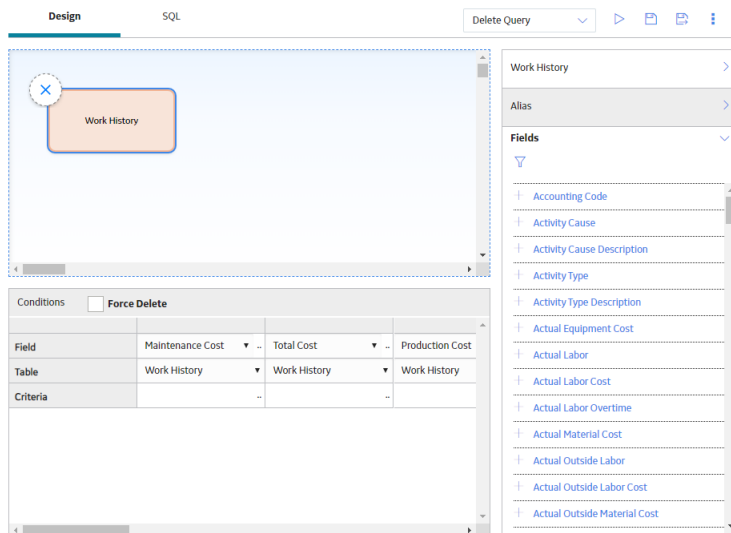 Design SQL Delete Query
Work History
Work History
Alias
Fields
Accounting Code
Activity Cause
Activity Cause Description
Activity Type
Activity Type Description
Actual Equipment Cost
Actual Labor
Actual Labor Cost
Actual Labor Overtime
Actual Material Cost
Actual Outside Labor
Actual Outside Labor Cost
Actual Outside Material Cost
Conditions Force Delete
Field Maintenance Cost .. Total Cost .. Production Cost
Table Work History Work History Work History
Criteria .. ..